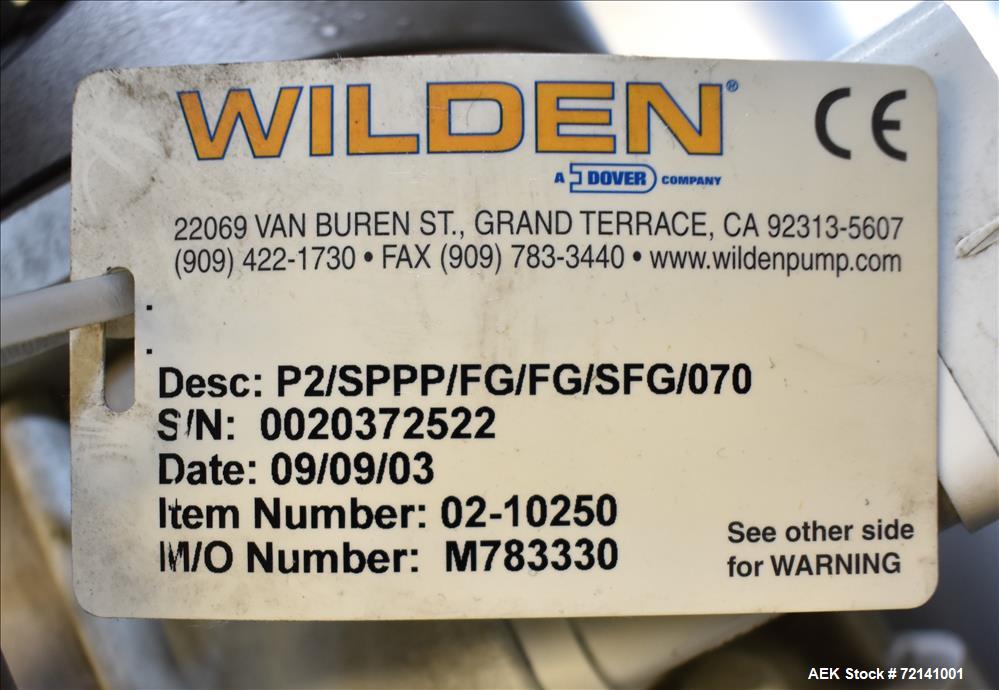 WILDEN®
CE
A DOVER COMPANY
22069 VAN BUREN ST., GRAND TERRACE, CA 92313-5607
(909) 422-1730 • FAX (909) 783-3440 • www.wildenpump.com
Desc: P2/SPPP/FG/FG/SFG/070
S/N: 0020372522
Date: 09/09/03
Item Number: 02-10250
M/O Number: M783330
See other side
for WARNING
AEK Stock # 72141001